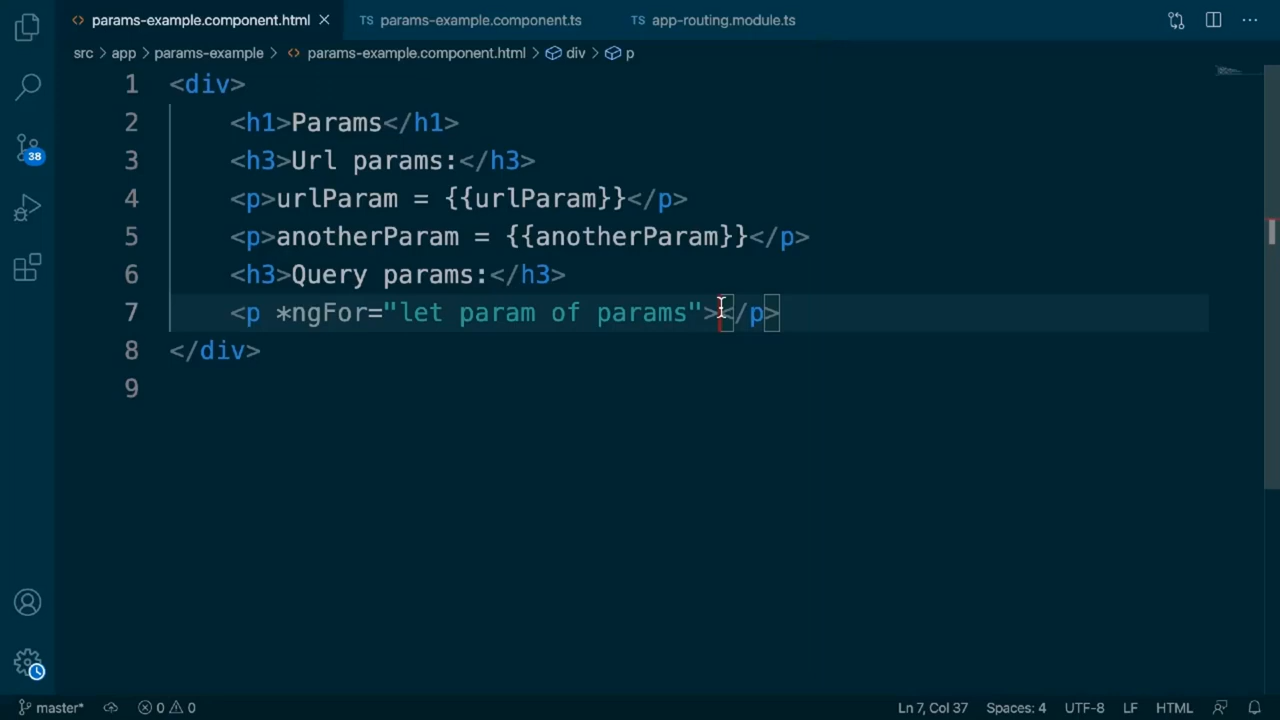 params-example.component.html
TS params-example.component.ts
TS app-routing.module.ts
src > app > params-example > params-example.component.html > div > p
1 <div>
2 <h1>Params</h1>
3 <h3>Url params:</h3>
4 <p>urlParam = {{urlParam}}</p>
5 <p>anotherParam = {{anotherParam}}</p>
6 <h3>Query params:</h3>
7 <p *ngFor="let param of params"></p>
8 </div>
9
38
master* 0 0 Ln 7, Col 37 Spaces: 4 UTF-8 LF HTML